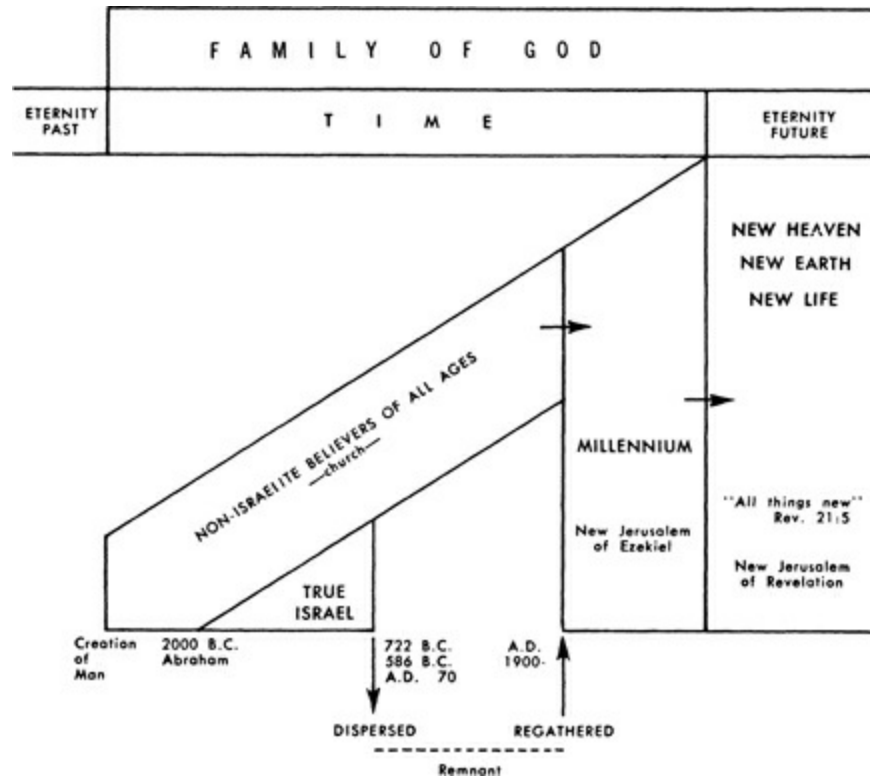 FAMILY OF GOD
ETERNITY
PAST
TIME
ETERNITY
FUTURE
NEW HEAVEN
NEW EARTH
NEW LIFE
NON-ISRAEIITE BELIEVERS OF ALL AGES
—church—
MILLENNIUM
"All things new"
Rev. 21:5
New Jerusalem
of Ezekiel
New Jerusalem
of Revelation
TRUE
ISRAEL
Creation
of
Man
2000 B.C.
Abraham
722 B.C.
586 B.C.
A.D. 70
A.D.
1900-
DISPERSED
REGATHERED
Remnant